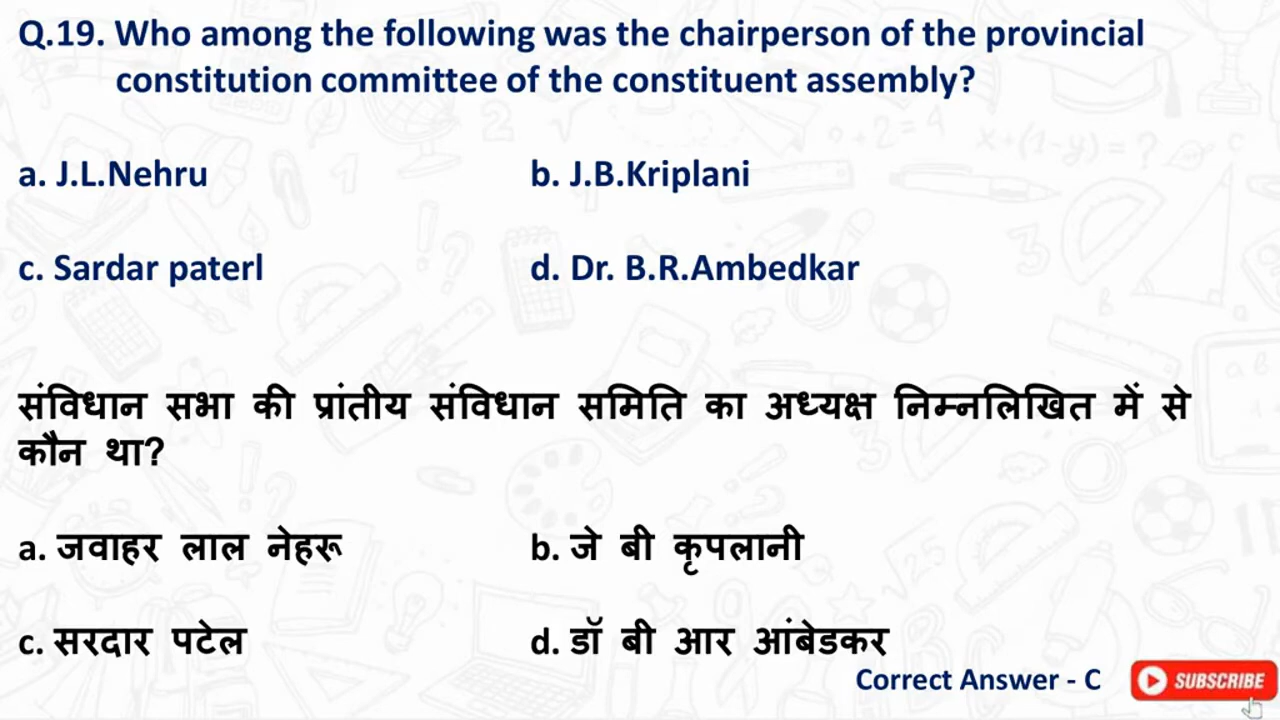 Q.19. Who among the following was the chairperson of the provincial
constitution committee of the constituent assembly?
a. J.L.Nehru b. J.B.Kriplani
c. Sardar paterl d. Dr. B.R.Ambedkar
संविधान सभा की प्रांतीय संविधान समिति का अध्यक्ष निम्नलिखित में से
कौन था?
a. जवाहर लाल नेहरू b. जे बी कृपलानी
c. सरदार पटेल d. डॉ बी आर आंबेडकर
Correct Answer - C SUBSCRIBE